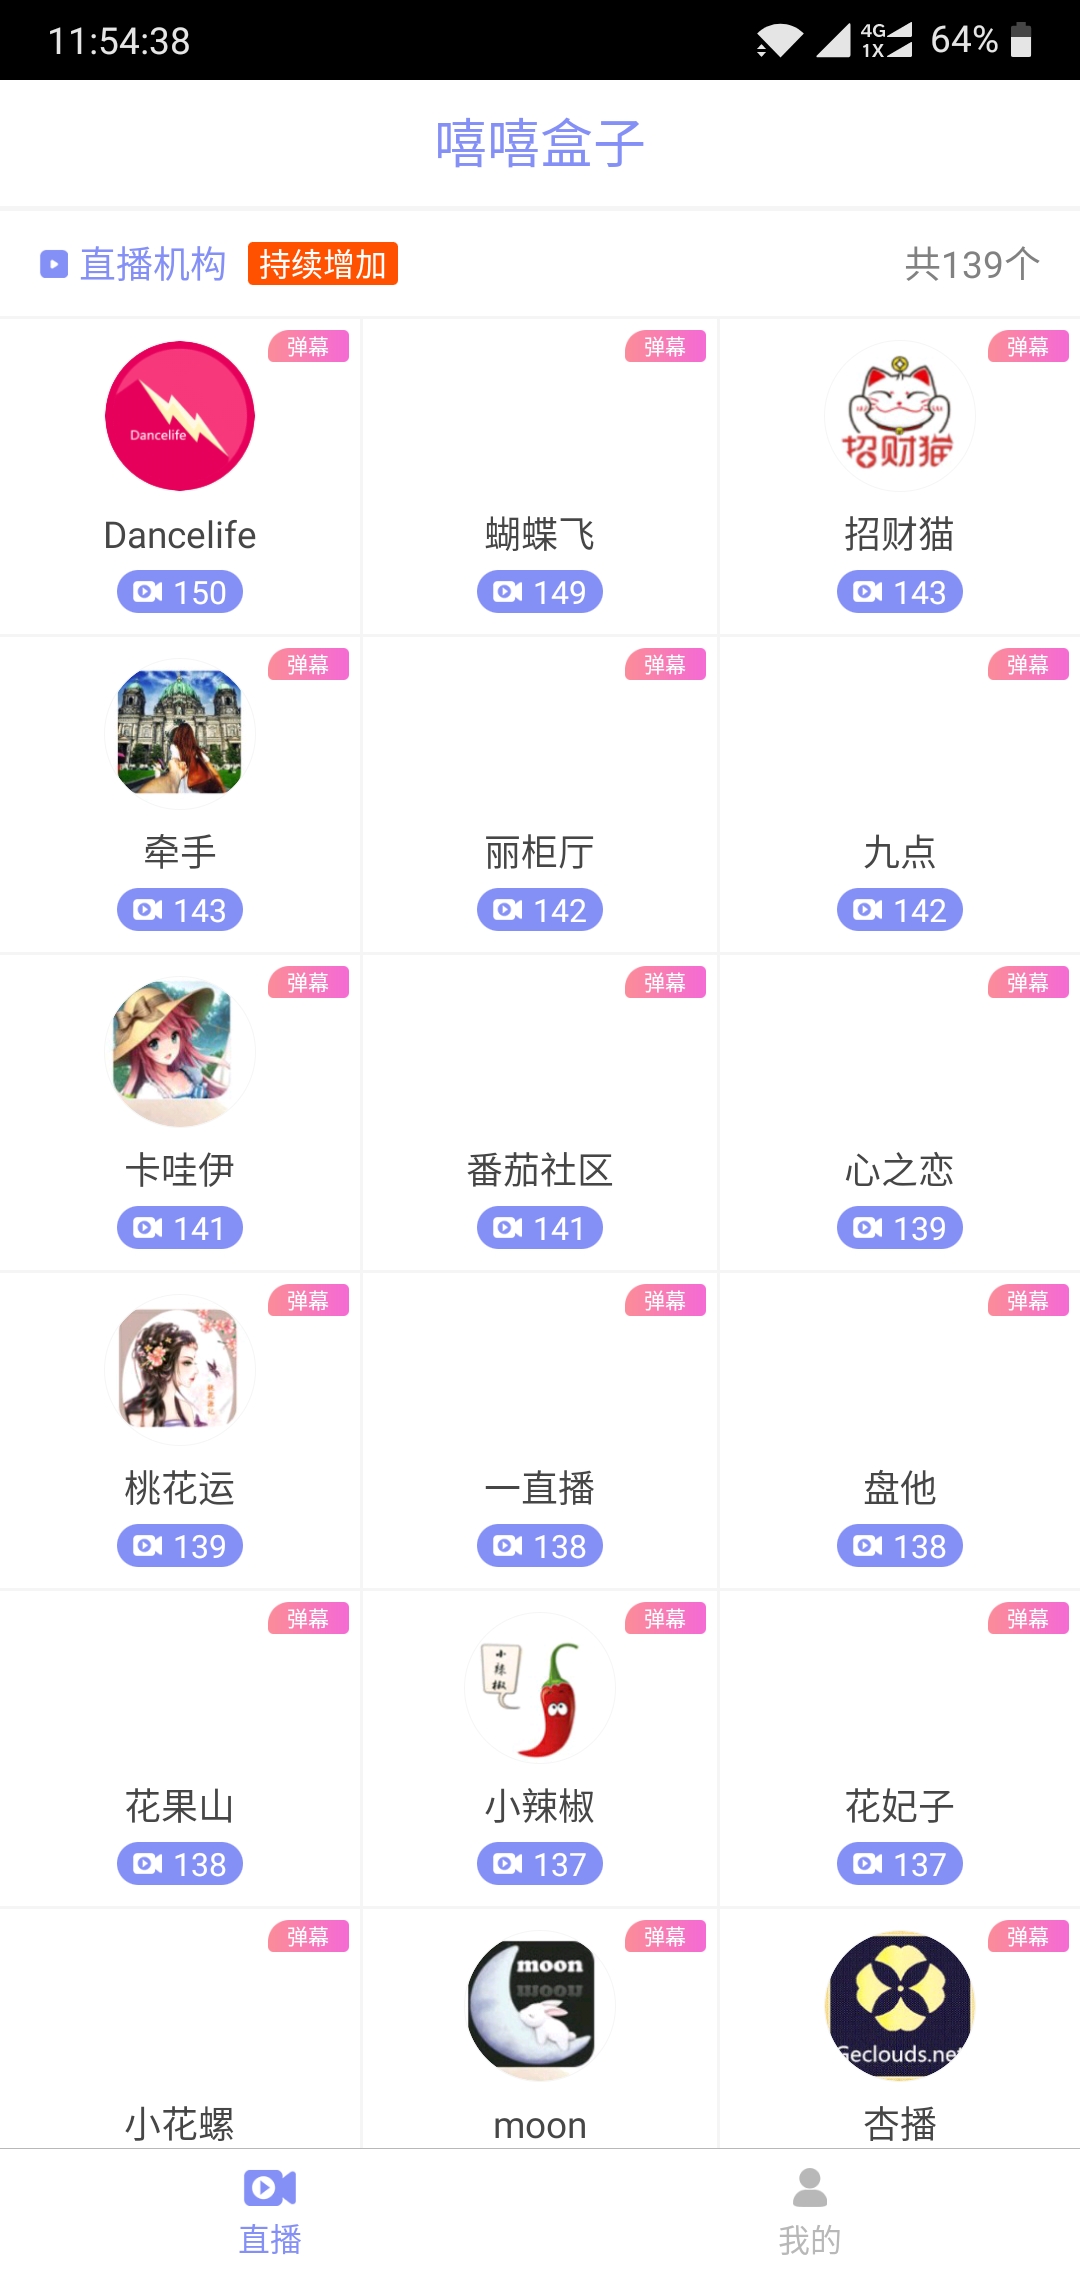 11:54:38
4G
1X
64%
嘻嘻盒子
直播机构 持续增加 共139个
弹幕 弹幕 弹幕
Dancelife
招财猫
Dancelife 蝴蝶飞 招财猫
150 149 143
弹幕 弹幕 弹幕
牵手 丽柜厅 九点
143 142 142
弹幕 弹幕 弹幕
卡哇伊 番茄社区 心之恋
141 141 139
弹幕 弹幕 弹幕
桃花运 一直播 盘他
139 138 138
弹幕 弹幕 弹幕
小辣椒
花果山 小辣椒 花妃子
138 137 137
弹幕 弹幕 弹幕
moon
Geclouds.net
小花螺 moon 杏播
直播 我的